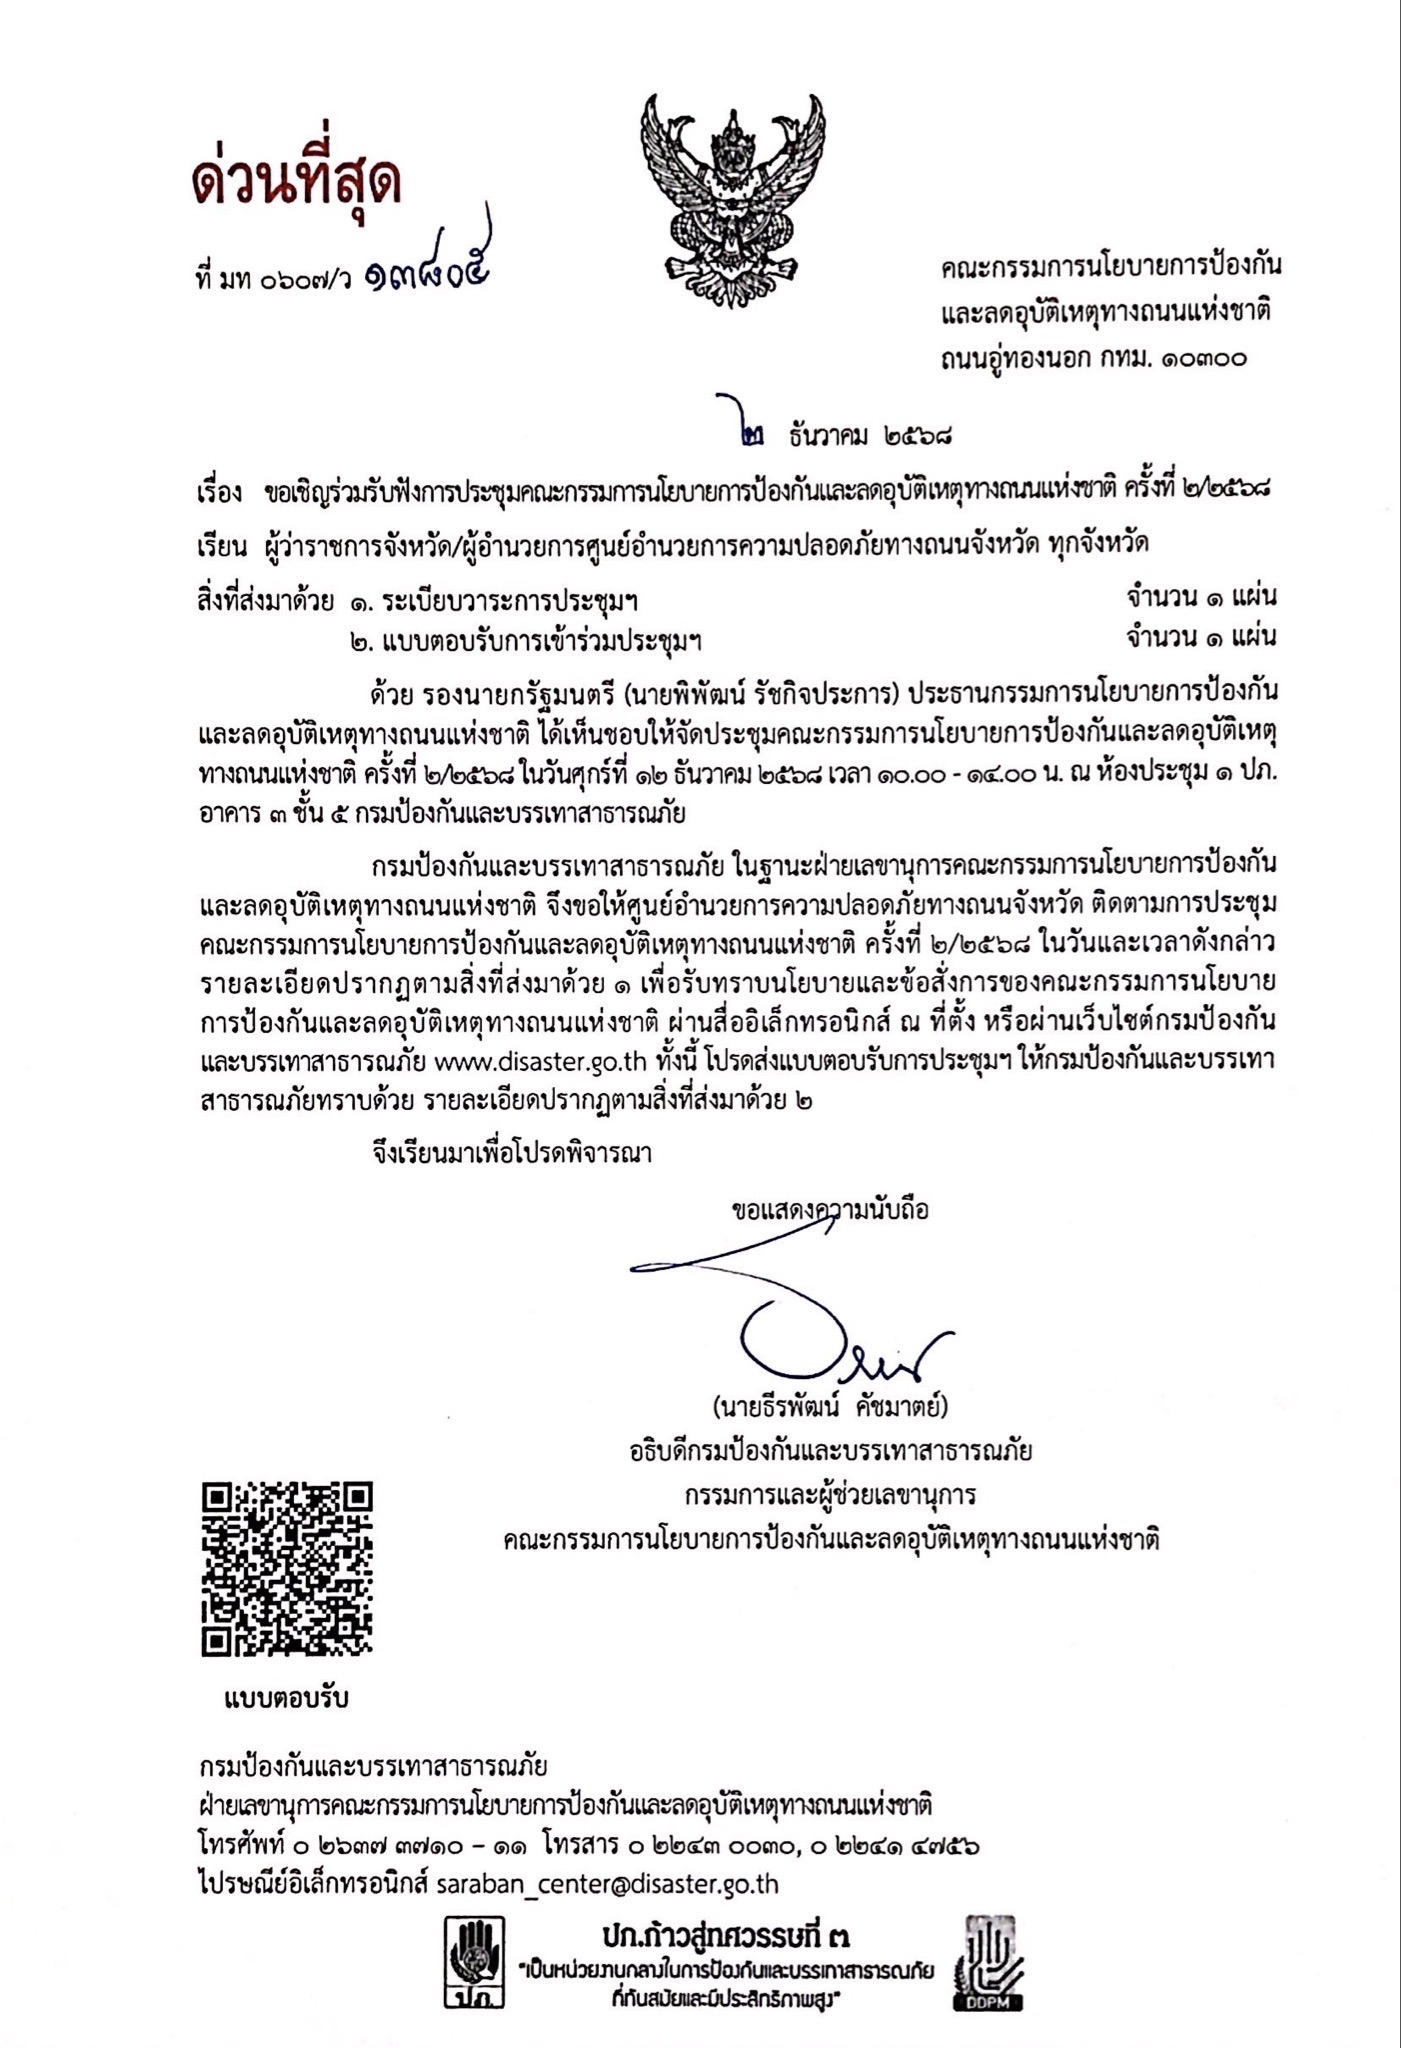 ด่วนที่สุด
ที่ มท ๐๖๐๗/ว ๑๓๘๐๕
คณะกรรมการนโยบายการป้องกัน
และลดอุบัติเหตุทางถนนแห่งชาติ
ถนนอู่ทองนอก กทม. ๑๐๓๐๐
๒ ธันวาคม ๒๕๖๘
เรื่อง ขอเชิญร่วมรับฟังการประชุมคณะกรรมการนโยบายการป้องกันและลดอุบัติเหตุทางถนนแห่งชาติ ครั้งที่ ๒/๒๕๖๘
เรียน ผู้ว่าราชการจังหวัด/ผู้อำนวยการศูนย์อำนวยการความปลอดภัยทางถนนจังหวัด ทุกจังหวัด
สิ่งที่ส่งมาด้วย ๑. ระเบียบวาระการประชุมฯ จำนวน ๑ แผ่น
๒. แบบตอบรับการเข้าร่วมประชุมฯ จำนวน ๑ แผ่น
ด้วย รองนายกรัฐมนตรี (นายพิพัฒน์ รัชกิจประการ) ประธานกรรมการนโยบายการป้องกัน
และลดอุบัติเหตุทางถนนแห่งชาติ ได้เห็นชอบให้จัดประชุมคณะกรรมการนโยบายการป้องกันและลดอุบัติเหตุ
ทางถนนแห่งชาติ ครั้งที่ ๒/๒๕๖๘ ในวันศุกร์ที่ ๑๒ ธันวาคม ๒๕๖๘ เวลา ๑๐.๐๐ - ๑๔.๐๐ น. ณ ห้องประชุม ๑ ปภ.
อาคาร ๓ ชั้น ๕ กรมป้องกันและบรรเทาสาธารณภัย
กรมป้องกันและบรรเทาสาธารณภัย ในฐานะฝ่ายเลขานุการคณะกรรมการนโยบายการป้องกัน
และลดอุบัติเหตุทางถนนแห่งชาติ จึงขอให้ศูนย์อำนวยการความปลอดภัยทางถนนจังหวัด ติดตามการประชุม
คณะกรรมการนโยบายการป้องกันและลดอุบัติเหตุทางถนนแห่งชาติ ครั้งที่ ๒/๒๕๖๘ ในวันและเวลาดังกล่าว
รายละเอียดปรากฏตามสิ่งที่ส่งมาด้วย ๑ เพื่อรับทราบนโยบายและข้อสั่งการของคณะกรรมการนโยบาย
การป้องกันและลดอุบัติเหตุทางถนนแห่งชาติ ผ่านสื่ออิเล็กทรอนิกส์ ณ ที่ตั้ง หรือผ่านเว็บไซต์กรมป้องกัน
และบรรเทาสาธารณภัย www.disaster.go.th ทั้งนี้ โปรดส่งแบบตอบรับการประชุมฯ ให้กรมป้องกันและบรรเทา
สาธารณภัยทราบด้วย รายละเอียดปรากฏตามสิ่งที่ส่งมาด้วย ๒
จึงเรียนมาเพื่อโปรดพิจารณา
ขอแสดงความนับถือ
(นายธีรพัฒน์ คัชมาตย์)
อธิบดีกรมป้องกันและบรรเทาสาธารณภัย
กรรมการและผู้ช่วยเลขานุการ
คณะกรรมการนโยบายการป้องกันและลดอุบัติเหตุทางถนนแห่งชาติ
แบบตอบรับ
กรมป้องกันและบรรเทาสาธารณภัย
ฝ่ายเลขานุการคณะกรรมการนโยบายการป้องกันและลดอุบัติเหตุทางถนนแห่งชาติ
โทรศัพท์ ๐ ๒๖๓๗ ๓๗๑๐ – ๑๑ โทรสาร ๐ ๒๒๔๓ ๐๐๓๐, ๐ ๒๒๔๑ ๔๗๕๖
ไปรษณีย์อิเล็กทรอนิกส์ saraban_center@disaster.go.th
ปภ.ก้าวสู่ทศวรรษที่ ๓
"เป็นหน่วยงานกลางในการป้องกันและบรรเทาสาธารณภัย
ที่ทันสมัยและมีประสิทธิภาพสูง"
ปภ.
DDPM